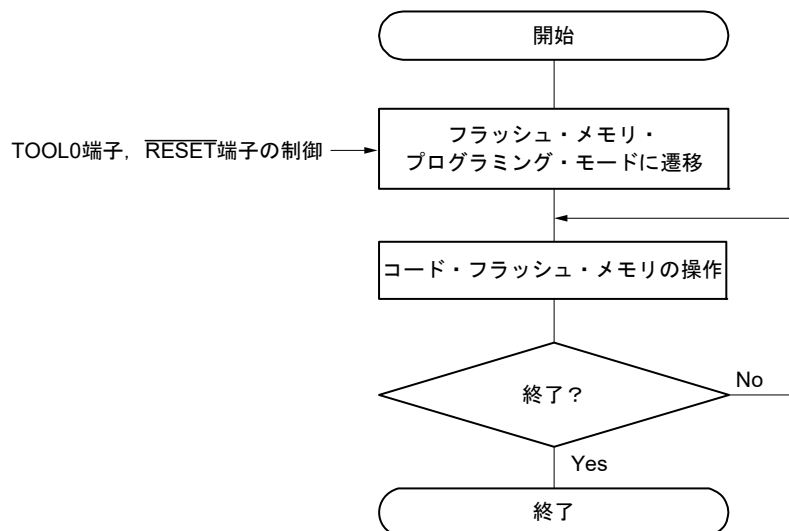 開始
TOOL0端子，RESET端子の制御
フラッシュ・メモリ・
プログラミング・モードに遷移
コード・フラッシュ・メモリの操作
終了？
No
Yes
終了